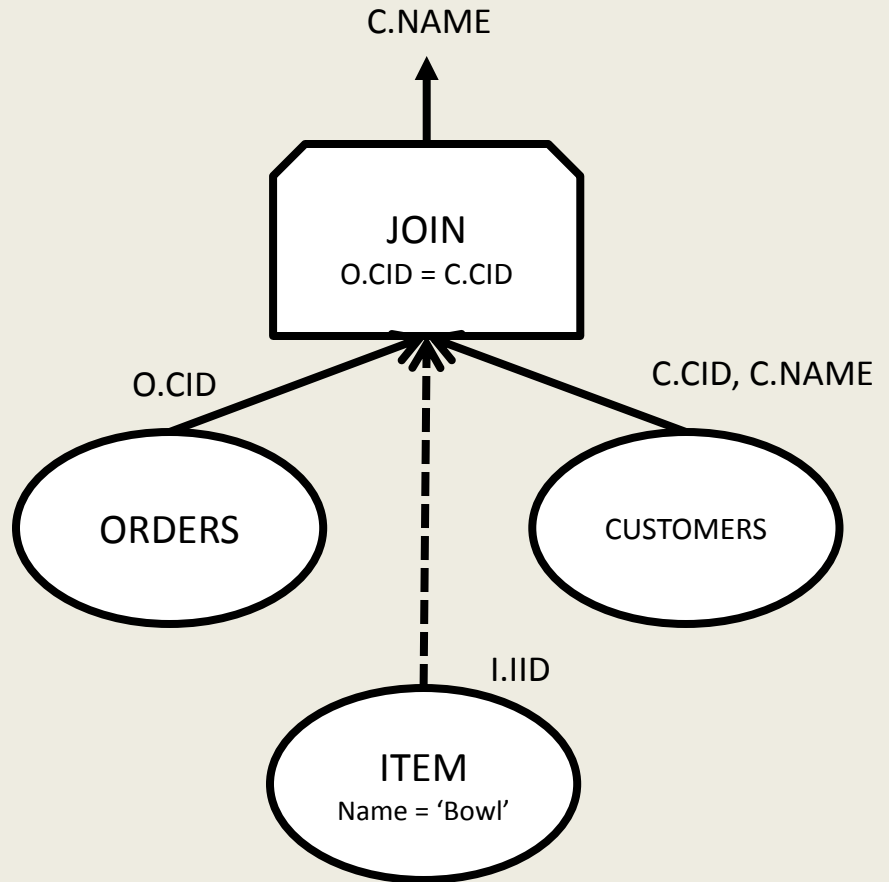 C.NAME
JOIN
O.CID = C.CID
O.CID
C.CID, C.NAME
ORDERS
CUSTOMERS
I.IID
ITEM
Name = ‘Bowl’